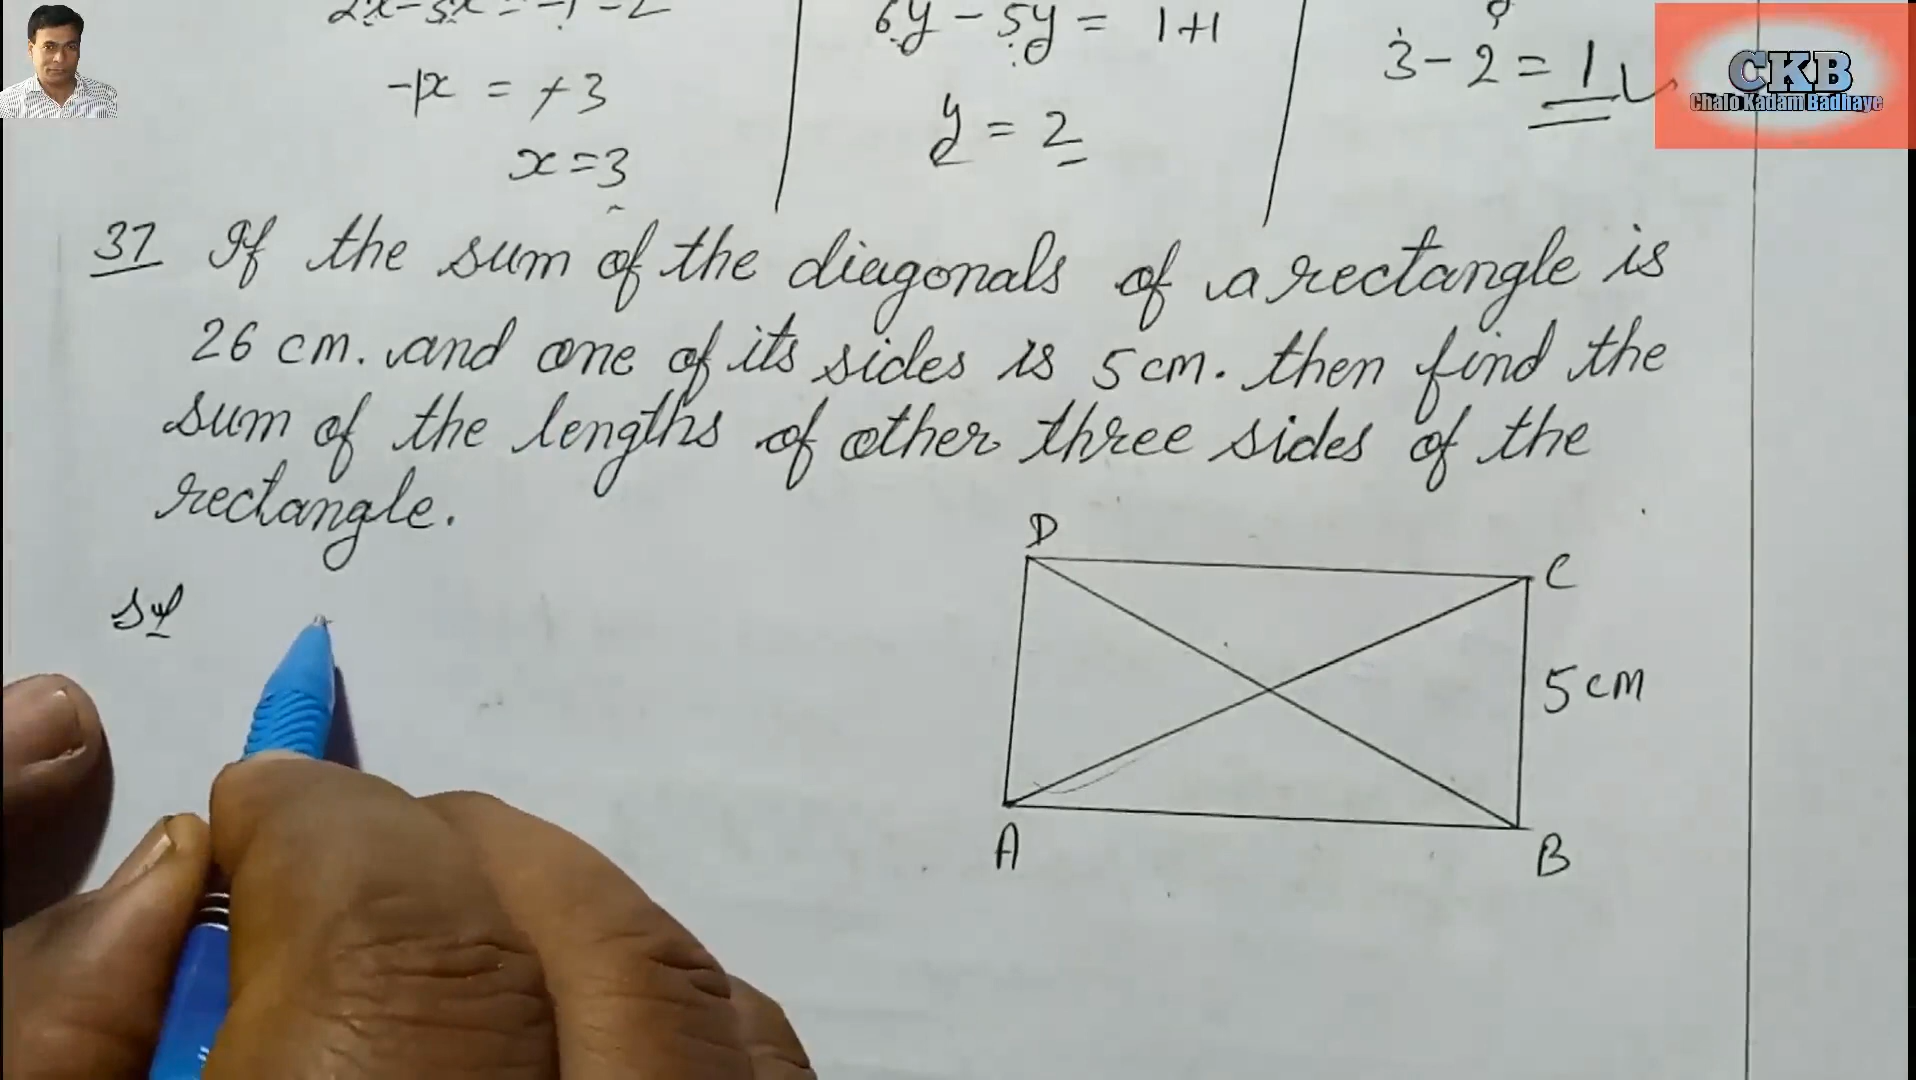 -1x = +3
x = 3
6y - 5y = 1+1
y = 2
3 - 2 = 1
CKB
Chalo Kadam Badhaye
37 If the sum of the diagonals of a rectangle is
26 cm. and one of its sides is 5 cm. then find the
sum of the lengths of other three sides of the
rectangle.
Sol
D
C
5 cm
A
B